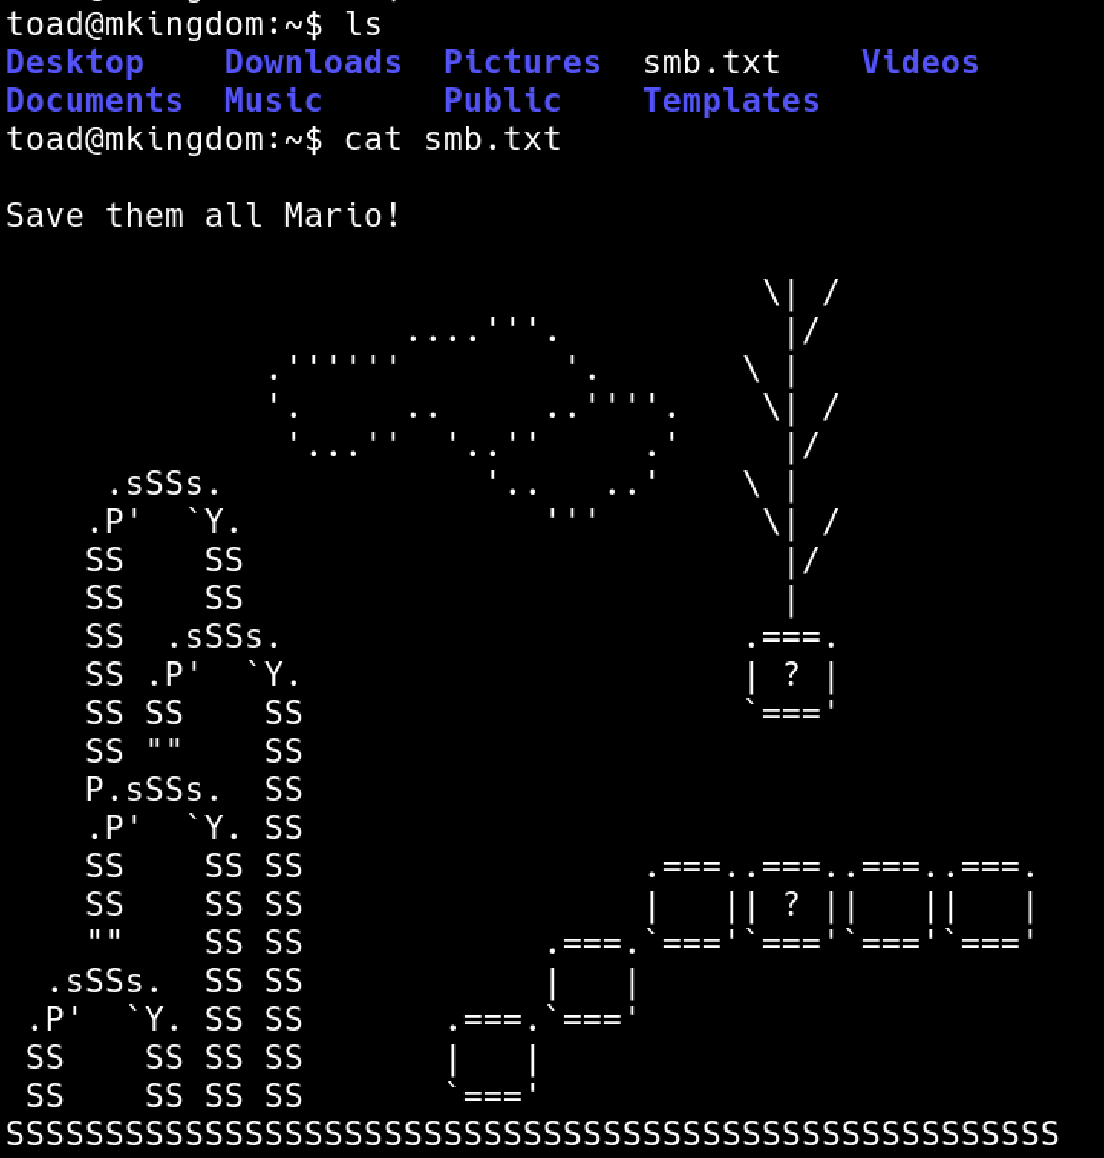 toad@mkingdom:~$ ls
Desktop    Downloads  Pictures  smb.txt    Videos
Documents  Music      Public    Templates
toad@mkingdom:~$ cat smb.txt

Save them all Mario!

                                      \| /
                    ....'''.           |/
             .''''''        '.       \ |
             '.     ..     ..''''.    \| /
              '...''  '..''     .'     |/
     .sSSs.             '..   ..'    \ |
    .P'  `Y.               '''        \| /
    SS    SS                           |/
    SS    SS                           |
    SS  .sSSs.                       .===.
    SS .P'  `Y.                      | ? |
    SS SS    SS                      `==='
    SS ""    SS
    P.sSSs.  SS
    .P'  `Y. SS
    SS    SS SS                 .===..===..===..===.
    SS    SS SS                 |   || ? ||   ||   |
    ""    SS SS            .===.`==='`==='`==='`==='
  .sSSs.  SS SS            |   |
 .P'  `Y. SS SS       .===.`==='
 SS    SS SS SS       |   |
 SS    SS SS SS       `==='
SSSSSSSSSSSSSSSSSSSSSSSSSSSSSSSSSSSSSSSSSSSSSSSSSSSSS